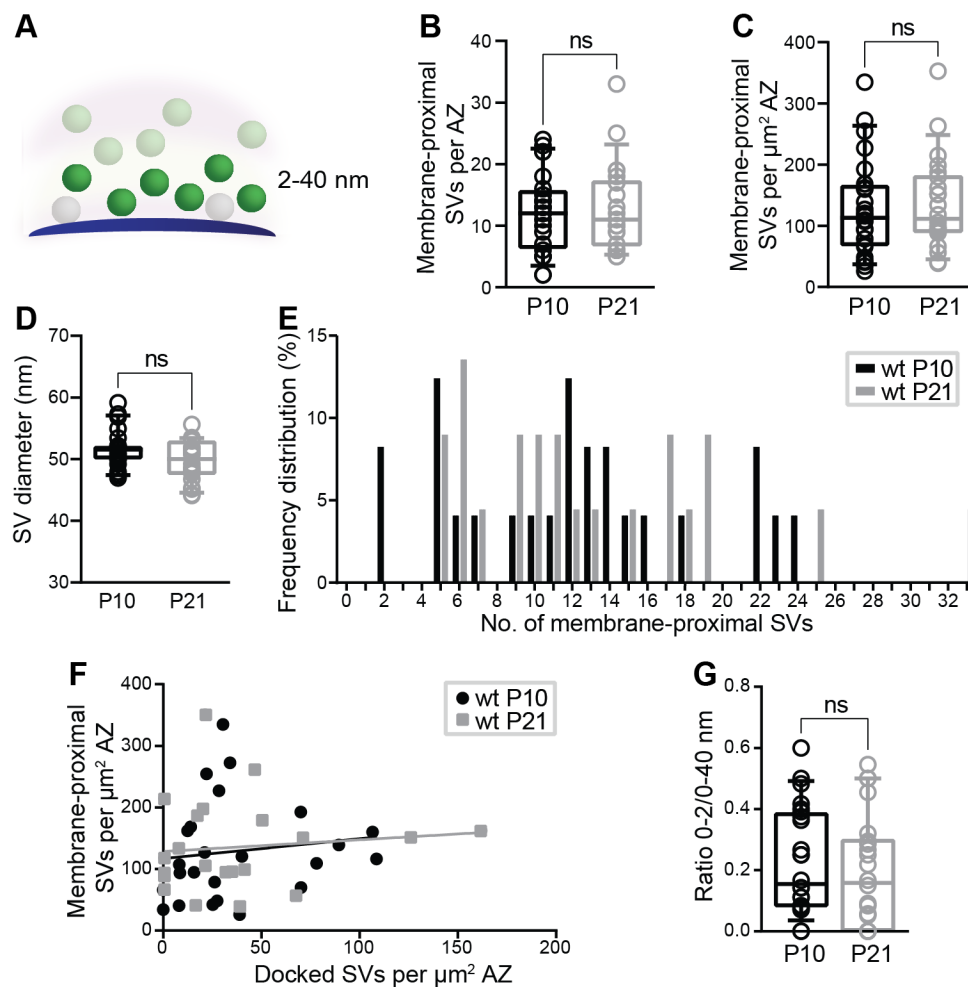 A
2-40 nm
B
Membrane-proximal
SVs per AZ
40
30
20
10
0
ns
P10
P21
C
Membrane-proximal
SVs per µm² AZ
400
300
200
100
0
ns
P10
P21
D
SV diameter (nm)
70
60
50
40
30
ns
P10
P21
E
Frequency distribution (%)
15
10
5
0
wt P10
wt P21
0 2 4 6 8 10 12 14 16 18 20 22 24 26 28 30 32
No. of membrane-proximal SVs
F
Membrane-proximal
SVs per µm² AZ
400
300
200
100
0
wt P10
wt P21
0 50 100 150 200
Docked SVs per µm² AZ
G
Ratio 0-2/0-40 nm
0.8
0.6
0.4
0.2
0.0
ns
P10
P21